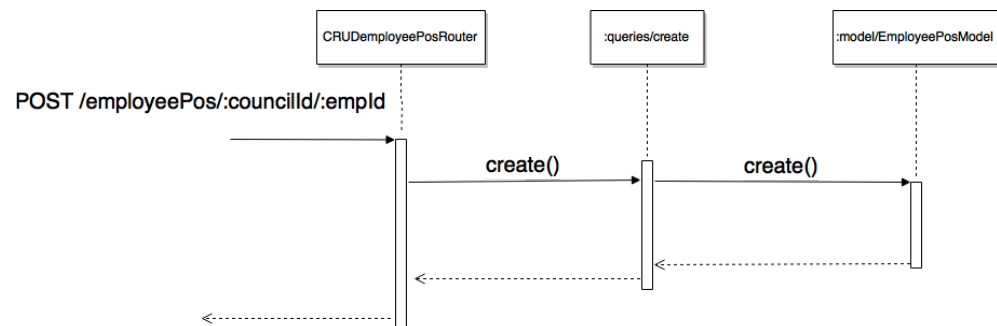 CRUDemployeePosRouter
:queries/create
:model/EmployeePosModel
POST /employeePos/:councilId/:empId
create()
create()